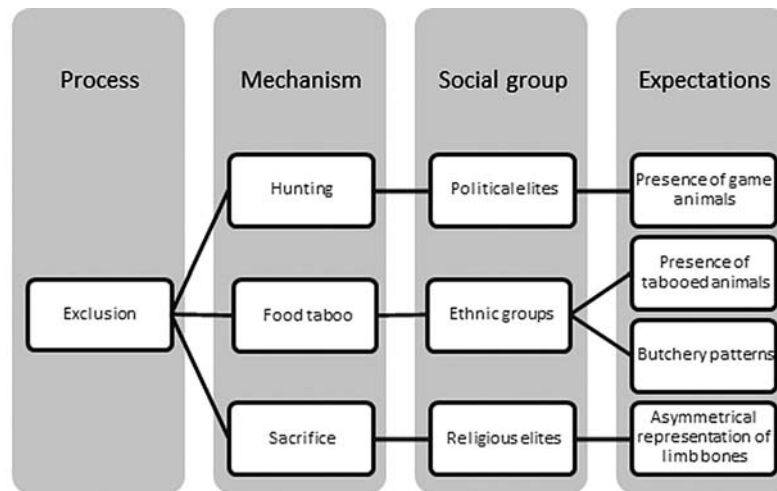 Process
Mechanism
Social group
Expectations
Hunting
Political elites
Presence of game
animals
Exclusion
Food taboo
Ethnic groups
Presence of
tabooed animals
Butchery patterns
Sacrifice
Religious elites
Asymmetrical
representation of
limb bones